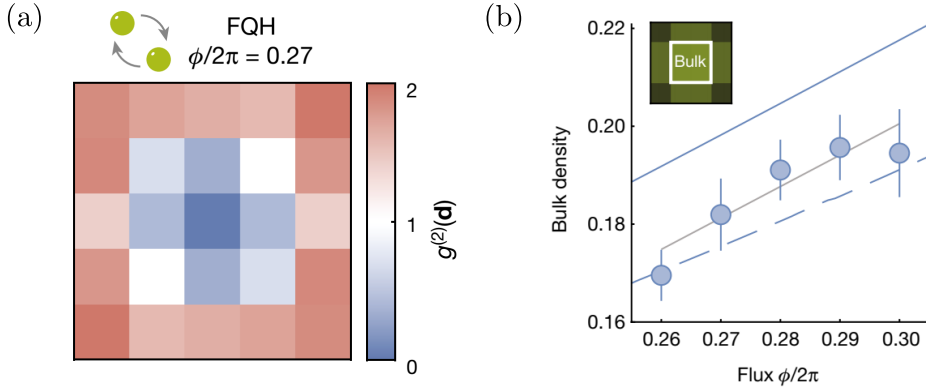 (a)
FQH
ϕ/2π = 0.27
2
1
0
g⁽²⁾(d)
(b)
Bulk
0.22
0.20
0.18
0.16
Bulk density
0.26 0.27 0.28 0.29 0.30
Flux ϕ/2π